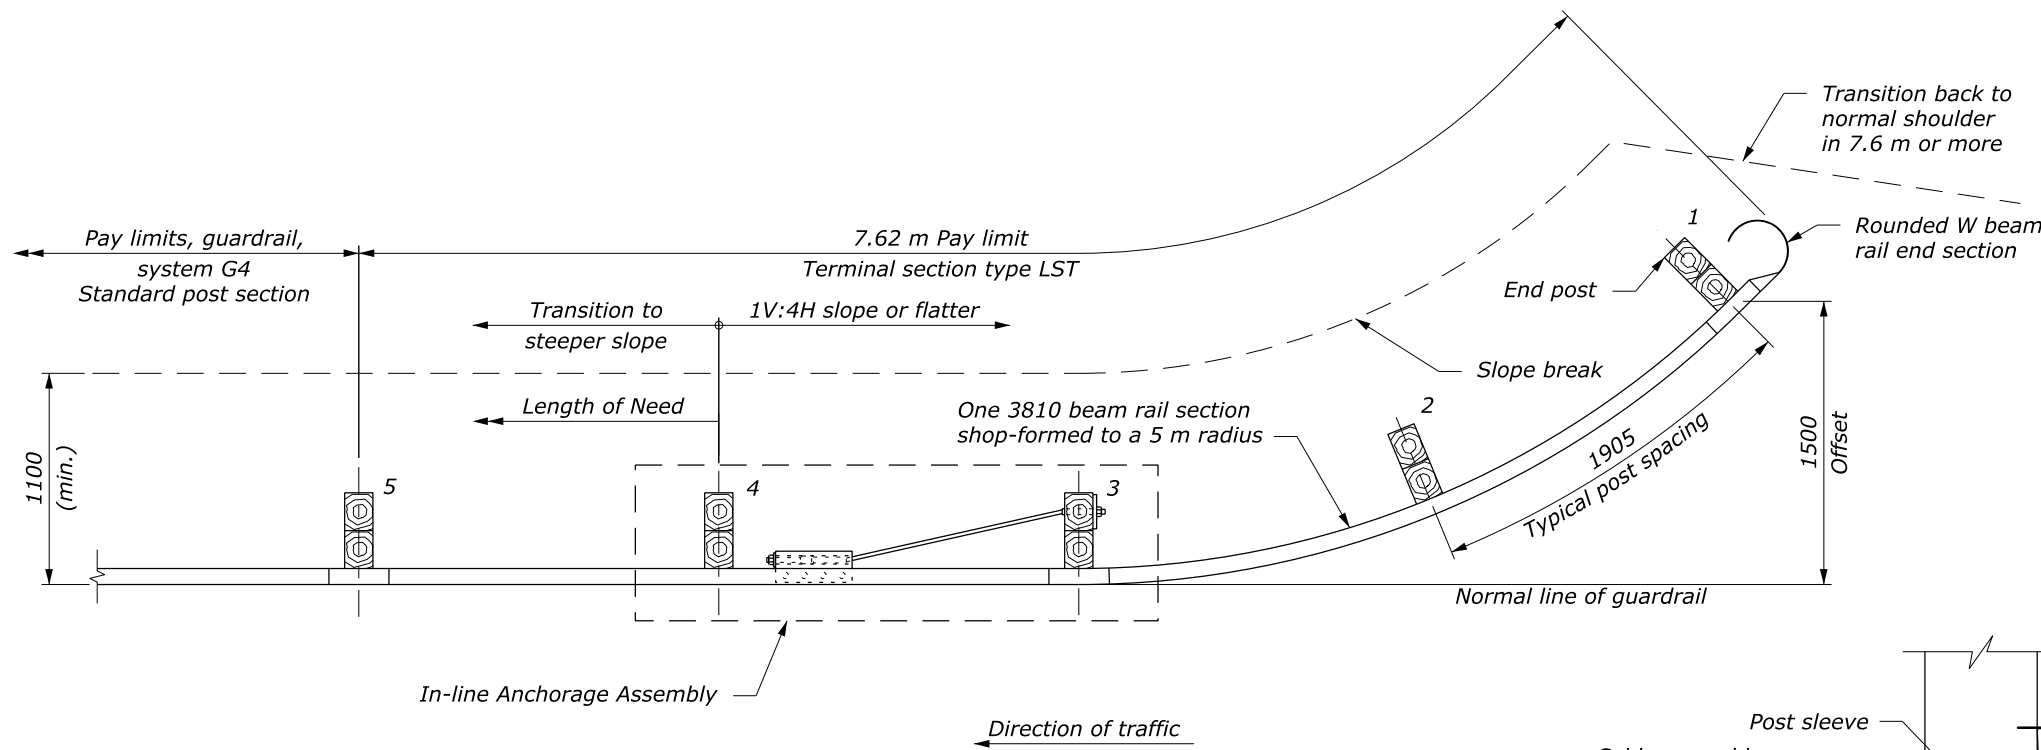 Transition back to
normal shoulder
in 7.6 m or more
1
Rounded W beam
rail end section
Pay limits, guardrail,
system G4
Standard post section
7.62 m Pay limit
Terminal section type LST
End post
Transition to
steeper slope
1V:4H slope or flatter
Slope break
Length of Need
One 3810 beam rail section
shop-formed to a 5 m radius
2
1905
Typical post spacing
1500
Offset
1100
(min.)
5
4
3
Normal line of guardrail
In-line Anchorage Assembly
Direction of traffic
Post sleeve